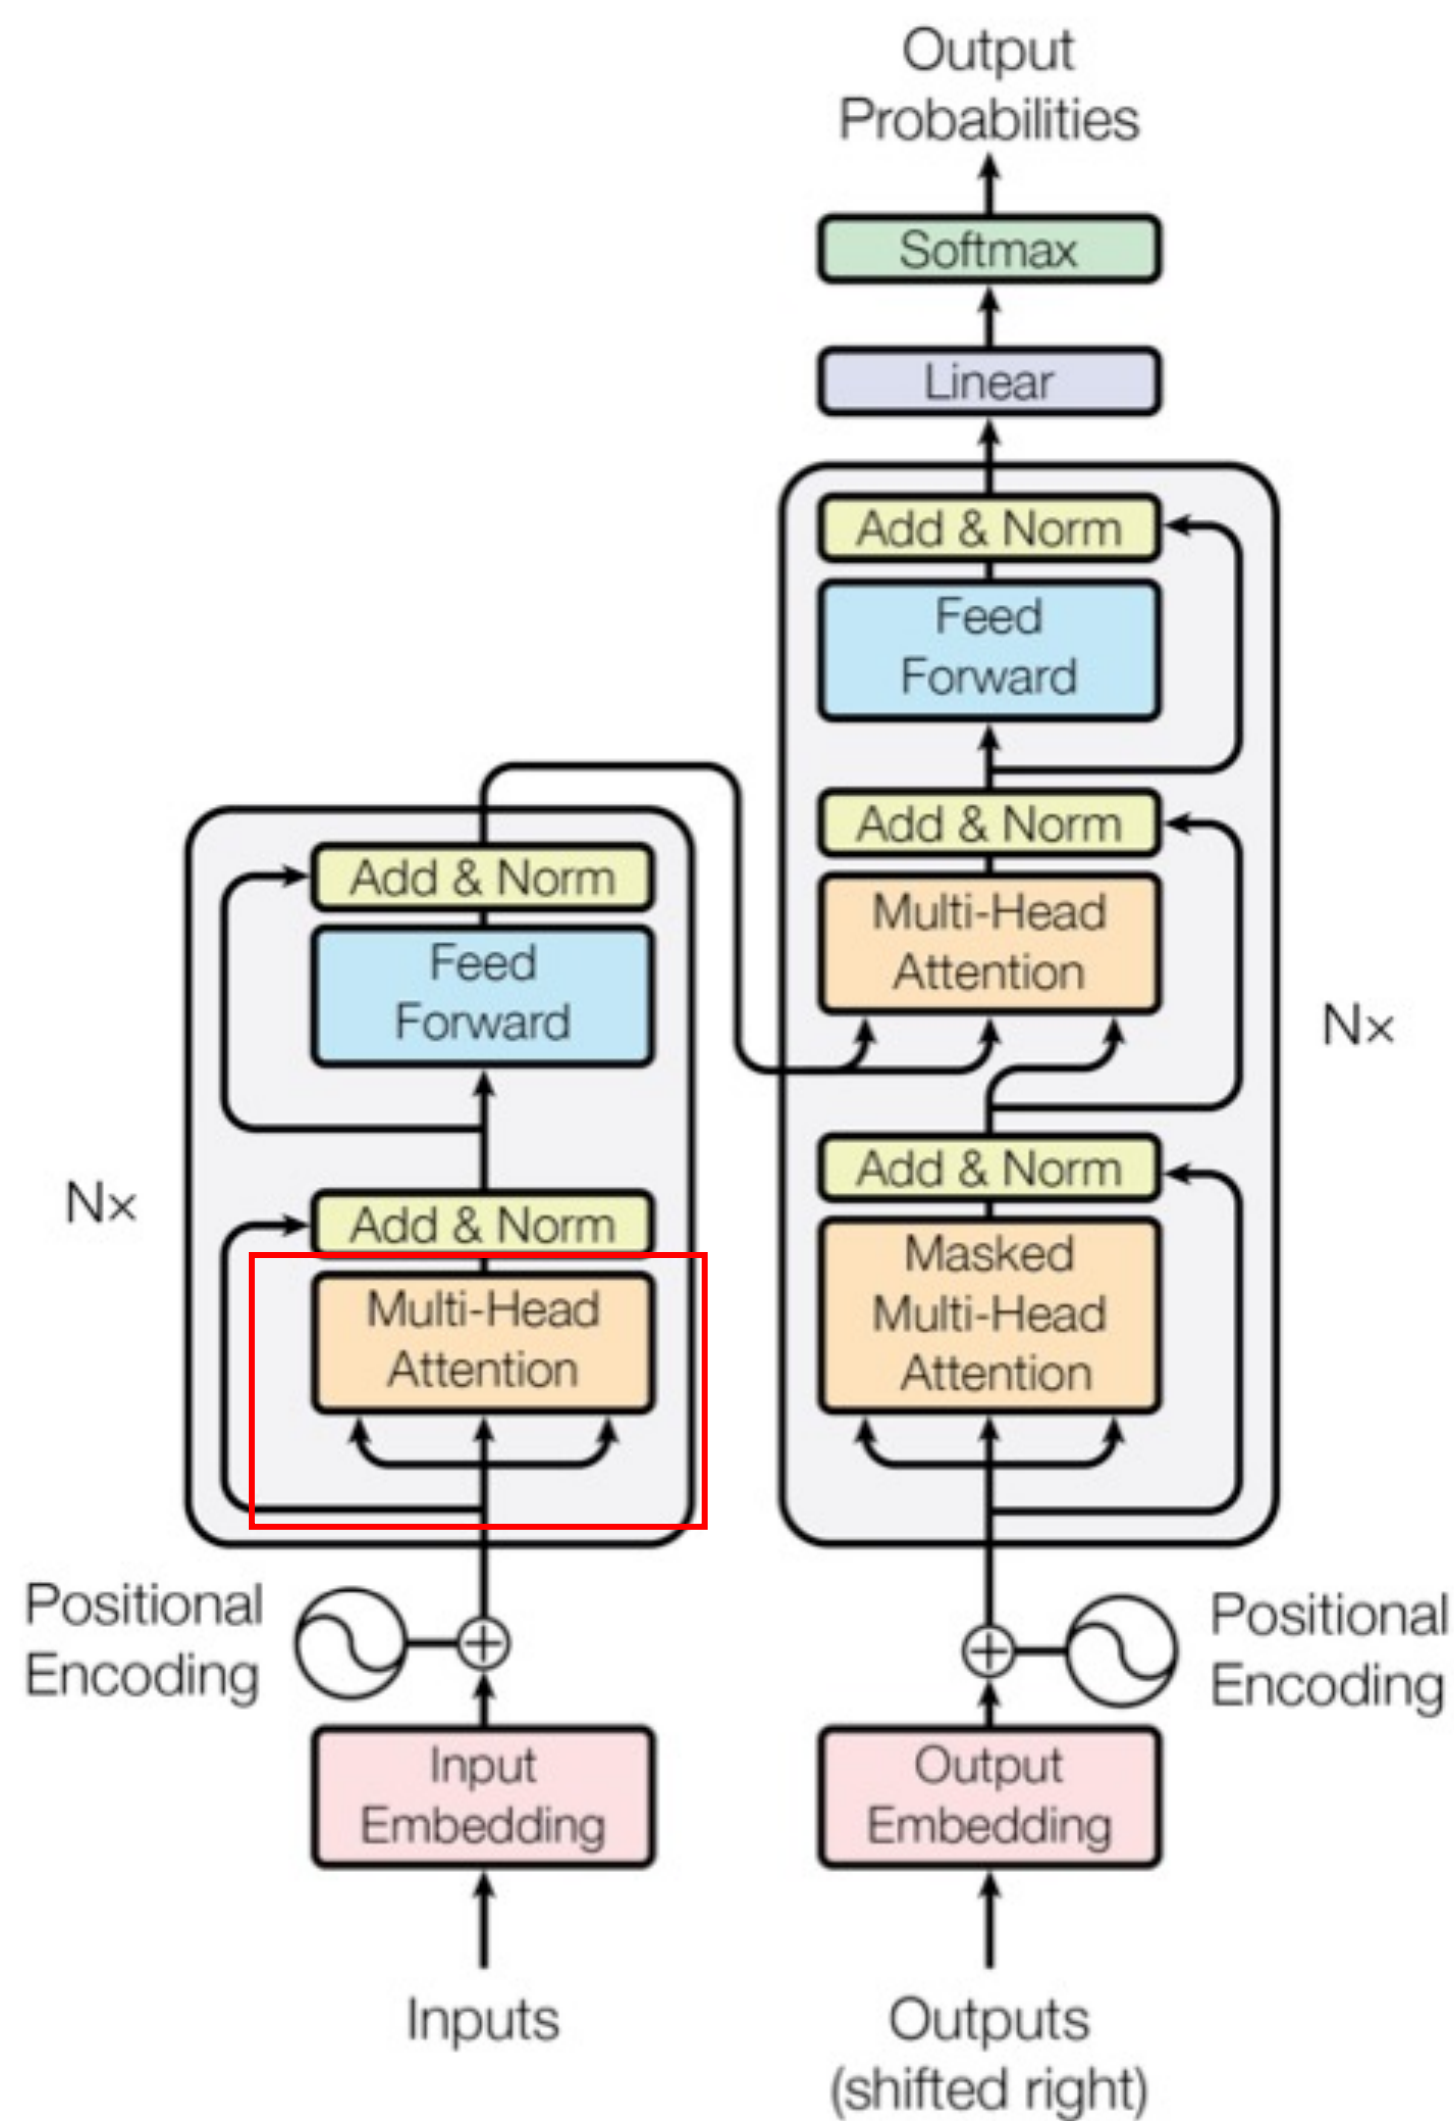 Output
Probabilities
Softmax
Linear
Add & Norm
Feed
Forward
Add & Norm
Multi-Head
Attention
Nx
Add & Norm
Masked
Multi-Head
Attention
Add & Norm
Feed
Forward
Nx
Add & Norm
Multi-Head
Attention
Positional
Encoding
Positional
Encoding
Input
Embedding
Output
Embedding
Inputs
Outputs
(shifted right)